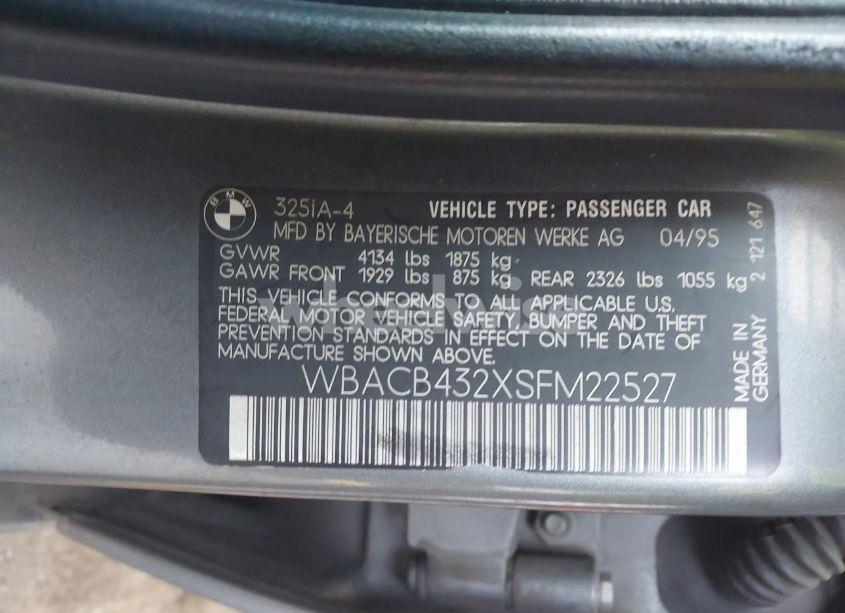 BMW
325IA-4 VEHICLE TYPE: PASSENGER CAR
MFD BY BAYERISCHE MOTOREN WERKE AG 04/95
GVWR 4134 lbs 1875 kg
GAWR FRONT 1929 lbs 875 kg REAR 2326 lbs 1055 kg
THIS VEHICLE CONFORMS TO ALL APPLICABLE U.S.
FEDERAL MOTOR VEHICLE SAFETY, BUMPER AND THEFT
PREVENTION STANDARDS IN EFFECT ON THE DATE OF
MANUFACTURE SHOWN ABOVE.
WBACB432XSFM22527
MADE IN
GERMANY
2 121 647